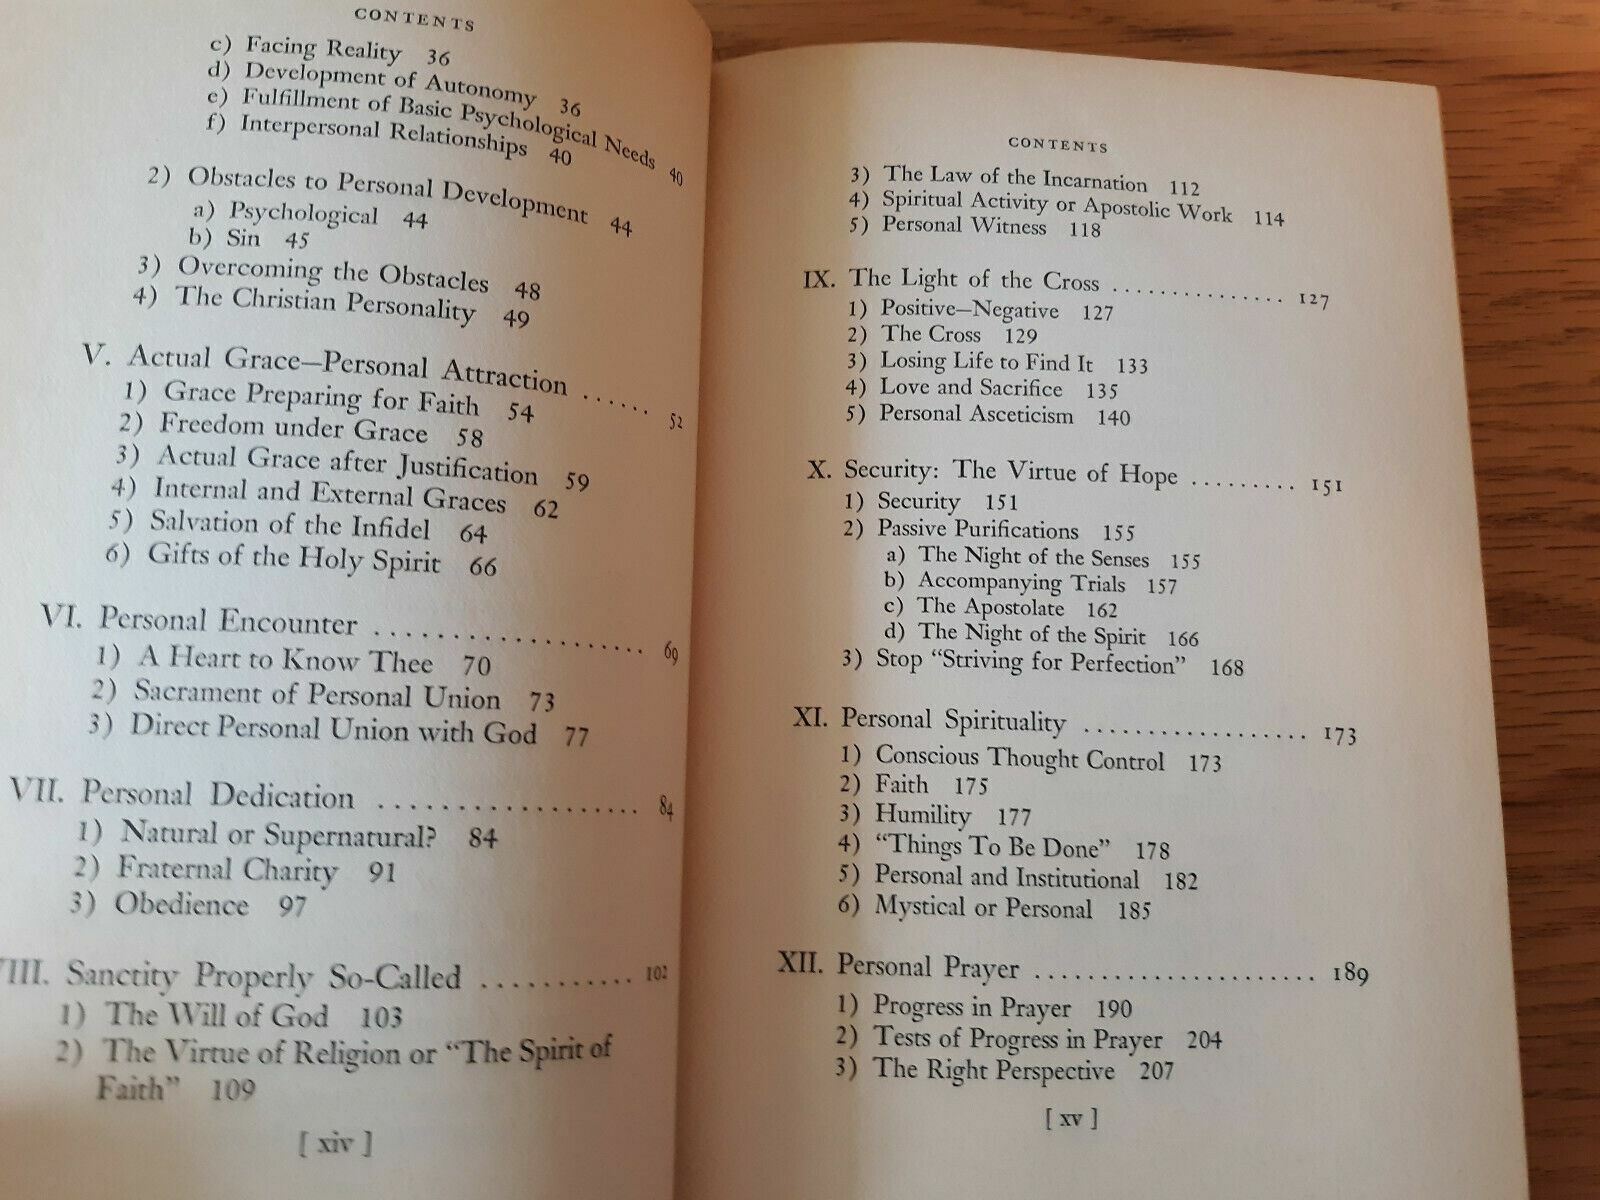 CONTENTS
c) Facing Reality 36
d) Development of Autonomy 36
e) Fulfillment of Basic Psychological Needs 40
f) Interpersonal Relationships 40
2) Obstacles to Personal Development 44
a) Psychological 44
b) Sin 45
3) Overcoming the Obstacles 48
4) The Christian Personality 49
V. Actual Grace—Personal Attraction ...... 52
1) Grace Preparing for Faith 54
2) Freedom under Grace 58
3) Actual Grace after Justification 59
4) Internal and External Graces 62
5) Salvation of the Infidel 64
6) Gifts of the Holy Spirit 66
VI. Personal Encounter .................... 69
1) A Heart to Know Thee 70
2) Sacrament of Personal Union 73
3) Direct Personal Union with God 77
VII. Personal Dedication ................... 84
1) Natural or Supernatural? 84
2) Fraternal Charity 91
3) Obedience 97
VIII. Sanctity Properly So-Called ........... 102
1) The Will of God 103
2) The Virtue of Religion or “The Spirit of
Faith” 109
[ xiv ]
CONTENTS
3) The Law of the Incarnation 112
4) Spiritual Activity or Apostolic Work 114
5) Personal Witness 118
IX. The Light of the Cross ............... 127
1) Positive—Negative 127
2) The Cross 129
3) Losing Life to Find It 133
4) Love and Sacrifice 135
5) Personal Asceticism 140
X. Security: The Virtue of Hope ......... 151
1) Security 151
2) Passive Purifications 155
a) The Night of the Senses 155
b) Accompanying Trials 157
c) The Apostolate 162
d) The Night of the Spirit 166
3) Stop “Striving for Perfection” 168
XI. Personal Spirituality .................. 173
1) Conscious Thought Control 173
2) Faith 175
3) Humility 177
4) “Things To Be Done” 178
5) Personal and Institutional 182
6) Mystical or Personal 185
XII. Personal Prayer ...................... 189
1) Progress in Prayer 190
2) Tests of Progress in Prayer 204
3) The Right Perspective 207
[ xv ]